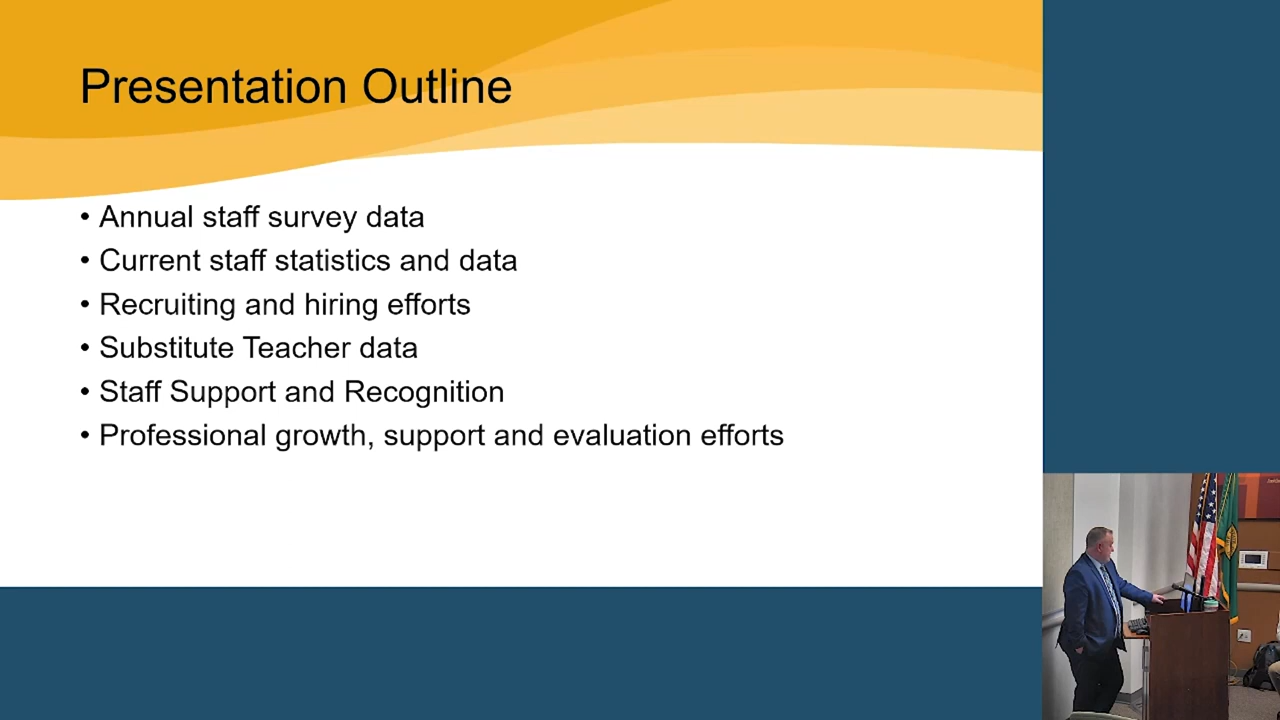 Presentation Outline
• Annual staff survey data
• Current staff statistics and data
• Recruiting and hiring efforts
• Substitute Teacher data
• Staff Support and Recognition
• Professional growth, support and evaluation efforts